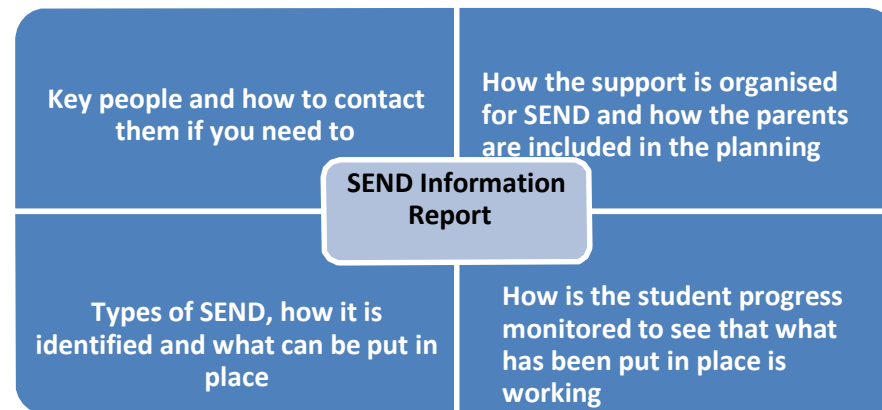 Key people and how to contact
them if you need to
How the support is organised
for SEND and how the parents
are included in the planning
SEND Information
Report
Types of SEND, how it is
identified and what can be put in
place
How is the student progress
monitored to see that what
has been put in place is
working